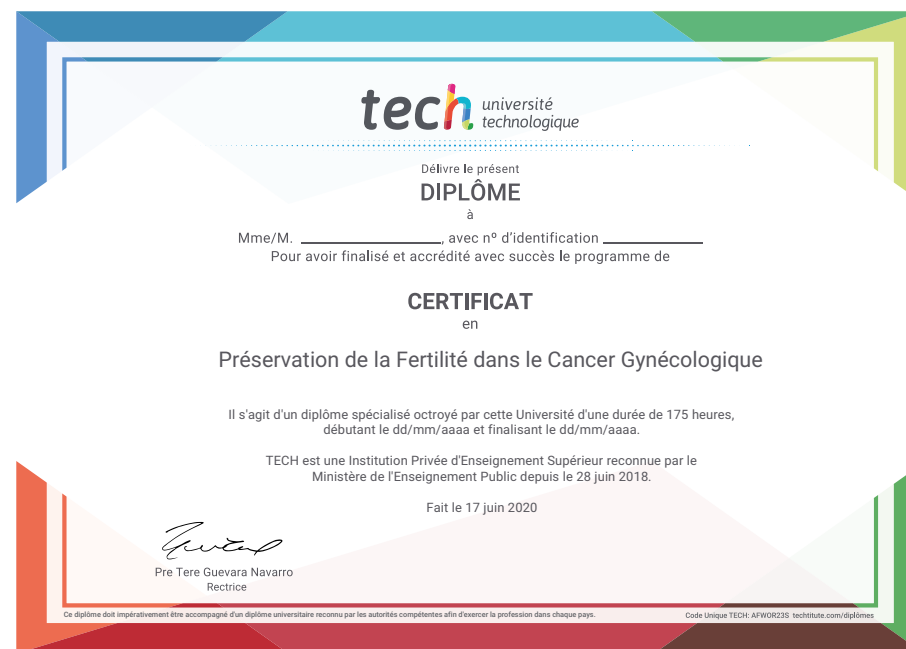 tech université
technologique
Délivre le présent
DIPLÔME
à
Mme/M. ____________________, avec nº d'identification ______________
Pour avoir finalisé et accrédité avec succès le programme de
CERTIFICAT
en
Préservation de la Fertilité dans le Cancer Gynécologique
Il s'agit d'un diplôme spécialisé octroyé par cette Université d'une durée de 175 heures,
débutant le dd/mm/aaaa et finalisant le dd/mm/aaaa.
TECH est une Institution Privée d'Enseignement Supérieur reconnue par le
Ministère de l'Enseignement Public depuis le 28 juin 2018.
Fait le 17 juin 2020
Pre Tere Guevara Navarro
Rectrice
Ce diplôme doit impérativement être accompagné d'un diplôme universitaire reconnu par les autorités compétentes afin d'exercer la profession dans chaque pays.
Code Unique TECH: AFWOR23S techtitute.com/diplômes